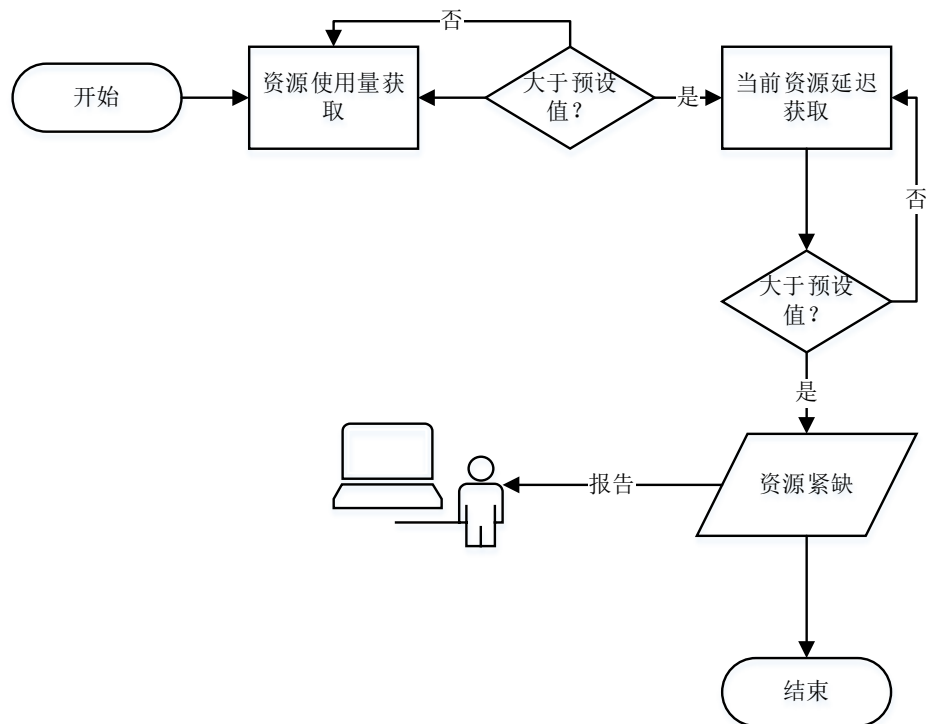 否
开始
资源使用量获
取
大于预设
值？
是
当前资源延迟
获取
否
大于预设
值？
是
报告
资源紧缺
结束